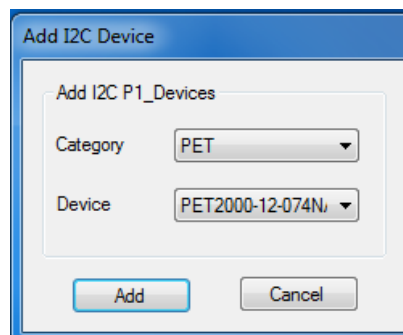 Add I2C Device
Add I2C P1_Devices
Category PET
Device PET2000-12-074N
Add Cancel